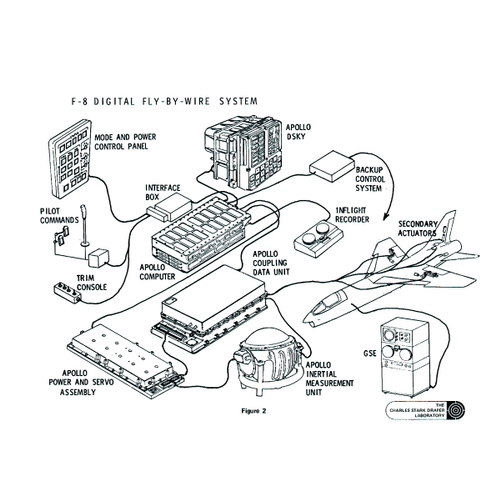 F-8 DIGITAL FLY-BY-WIRE SYSTEM
MODE AND POWER
CONTROL PANEL
APOLLO
DSKY
BACKUP
CONTROL
SYSTEM
INTERFACE
BOX
PILOT
COMMANDS
INFLIGHT
RECORDER
SECONDARY
ACTUATORS
TRIM
CONSOLE
APOLLO
COMPUTER
APOLLO
COUPLING
DATA UNIT
GSE
APOLLO
POWER AND SERVO
ASSEMBLY
APOLLO
INERTIAL
MEASUREMENT
UNIT
Figure 2
THE
CHARLES STARK DRAPER
LABORATORY